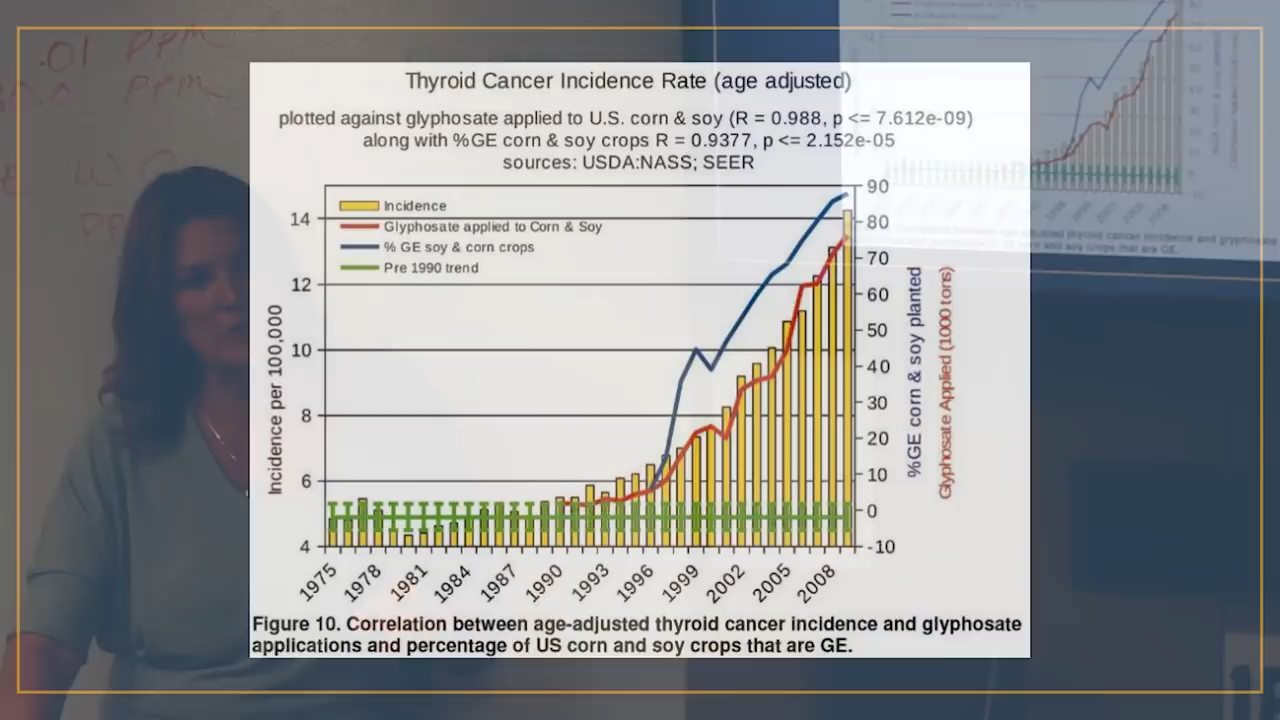 .01 PPM
PPM
Thyroid Cancer Incidence Rate (age adjusted)
plotted against glyphosate applied to U.S. corn & soy (R = 0.988, p <= 7.612e-09)
along with %GE corn & soy crops R = 0.9377, p <= 2.152e-05
sources: USDA:NASS; SEER
Incidence
Glyphosate applied to Corn & Soy
% GE soy & corn crops
Pre 1990 trend
Incidence per 100,000
14
12
10
8
6
4
90
80
70
60
50
40
30
20
10
0
-10
%GE corn & soy planted
Glyphosate Applied (1000 tons)
1975 1978 1981 1984 1987 1990 1993 1996 1999 2002 2005 2008
Figure 10. Correlation between age-adjusted thyroid cancer incidence and glyphosate
applications and percentage of US corn and soy crops that are GE.